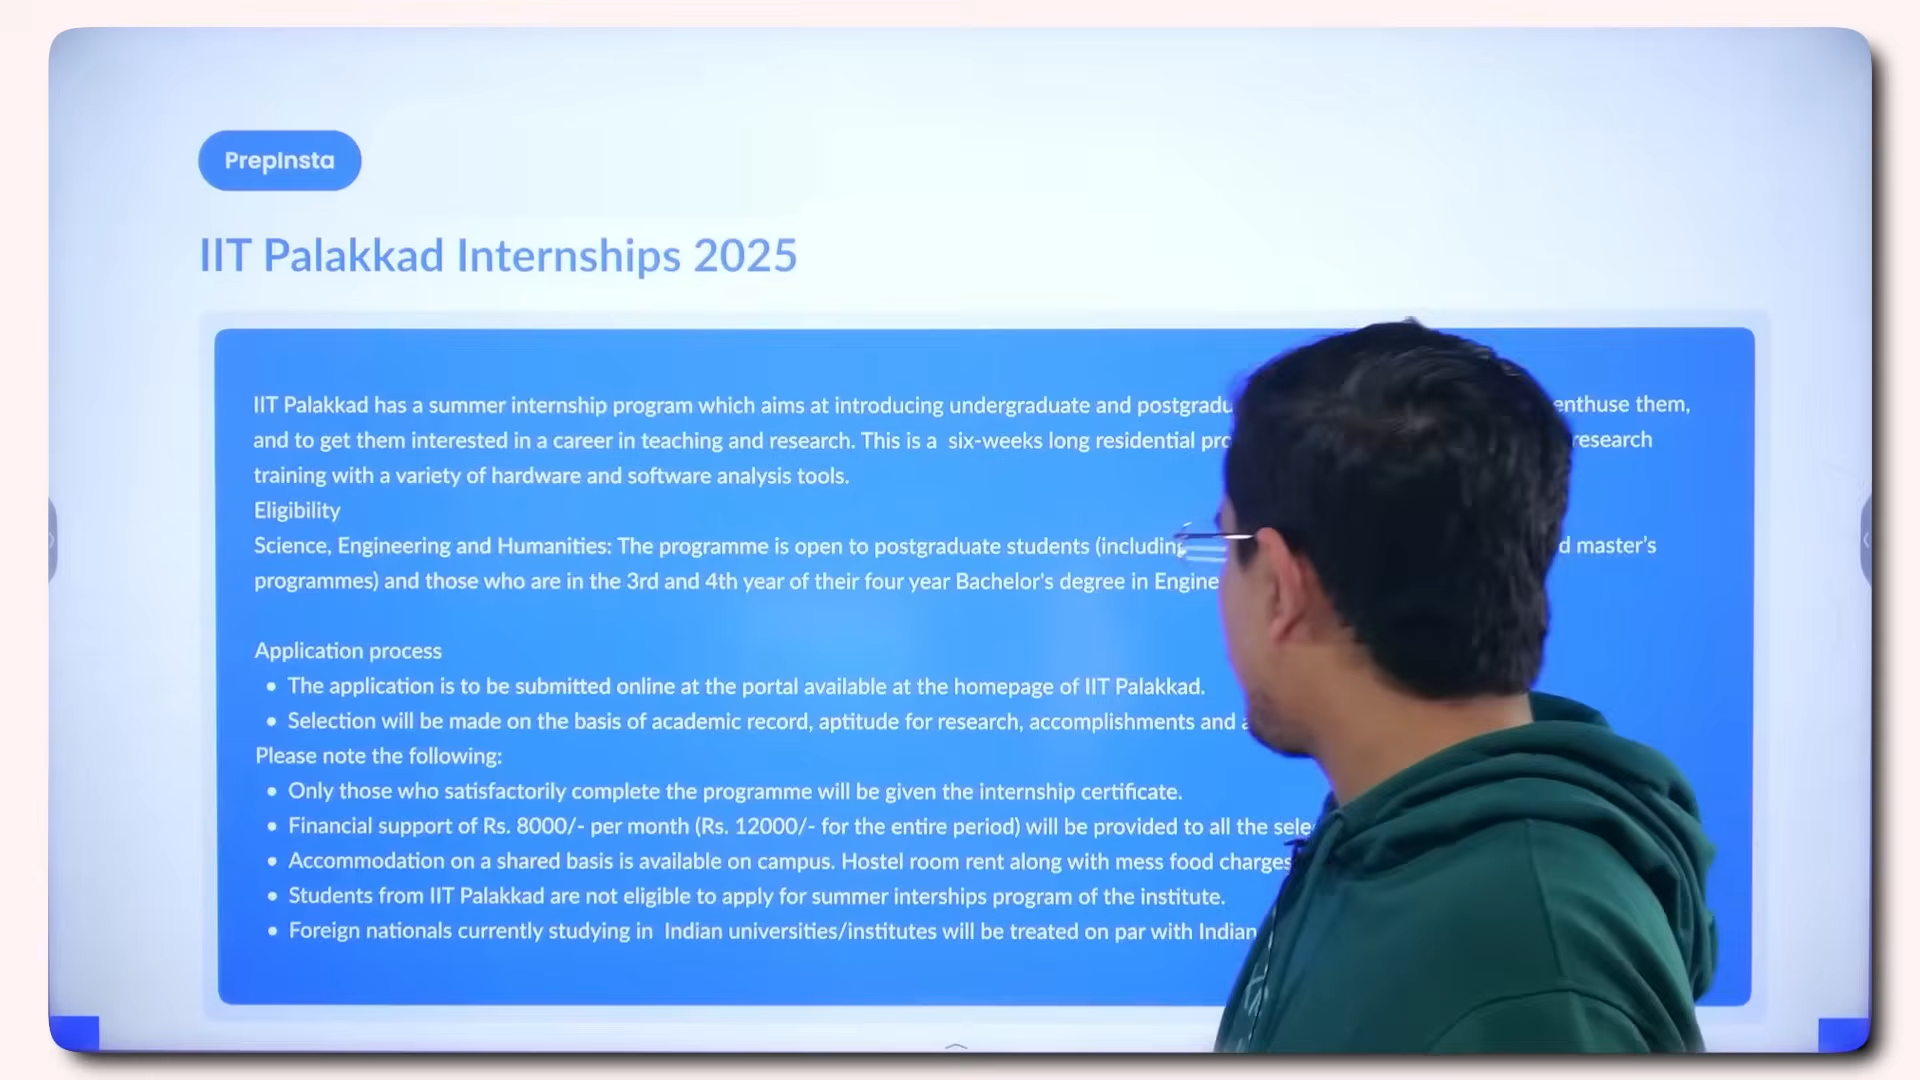 PrepInsta
IIT Palakkad Internships 2025
IIT Palakkad has a summer internship program which aims at introducing undergraduate and enthuse them,
and to get them interested in a career in teaching and research. This is a six-weeks long residential research
training with a variety of hardware and software analysis tools.
Eligibility
Science, Engineering and Humanities: The programme is open to postgraduate students (including master's
programmes) and those who are in the 3rd and 4th year of their four year Bachelor's degree in
Application process
• The application is to be submitted online at the portal available at the homepage of IIT Palakkad.
• Selection will be made on the basis of academic record, aptitude for research, accomplishments and
Please note the following:
• Only those who satisfactorily complete the programme will be given the internship certificate.
• Financial support of Rs. 8000/- per month (Rs. 12000/- for the entire period) will be provided to all the
• Accommodation on a shared basis is available on campus. Hostel room rent along with mess food charges
• Students from IIT Palakkad are not eligible to apply for summer interships program of the institute.
• Foreign nationals currently studying in Indian universities/institutes will be treated on par with Indian